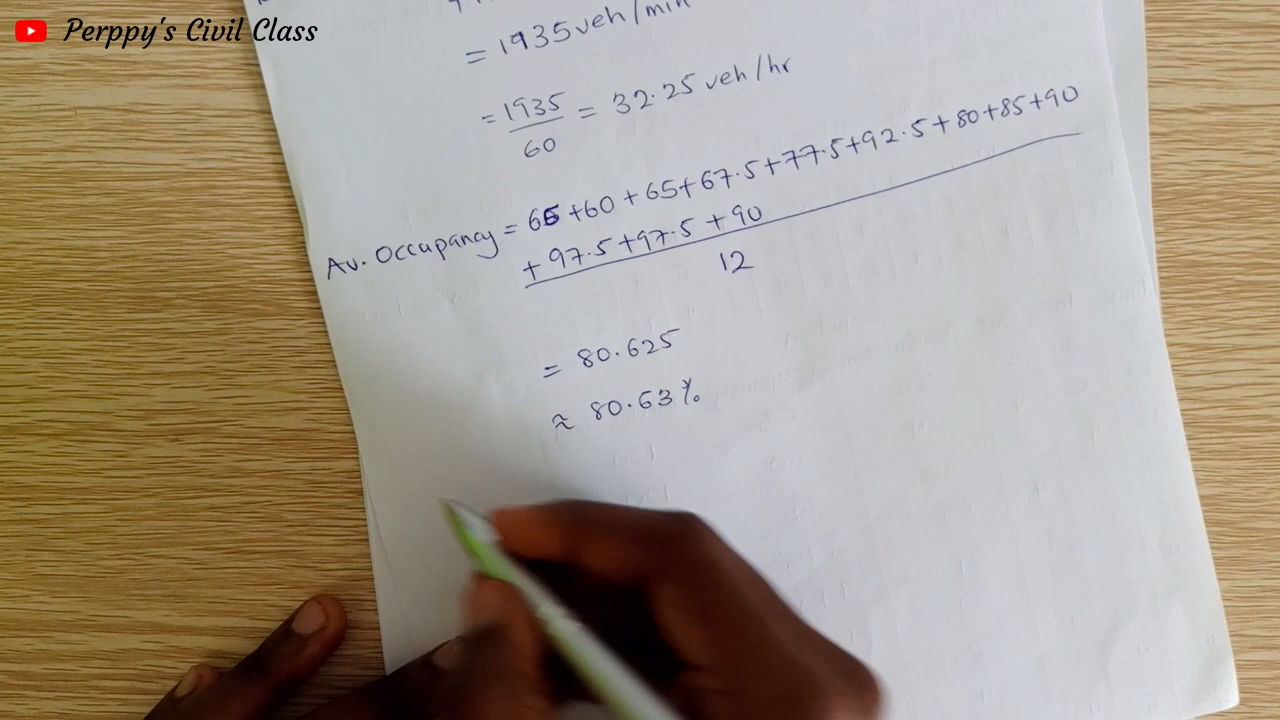 Perppy's Civil Class
= 1935 veh/min
= 1935/60 = 32.25 veh/hr
Av. Occupancy = 65 +60 + 65+67.5+77.5+92.5+80+85+90
+ 97.5+97.5 +90
12
= 80.625
≈ 80.63%